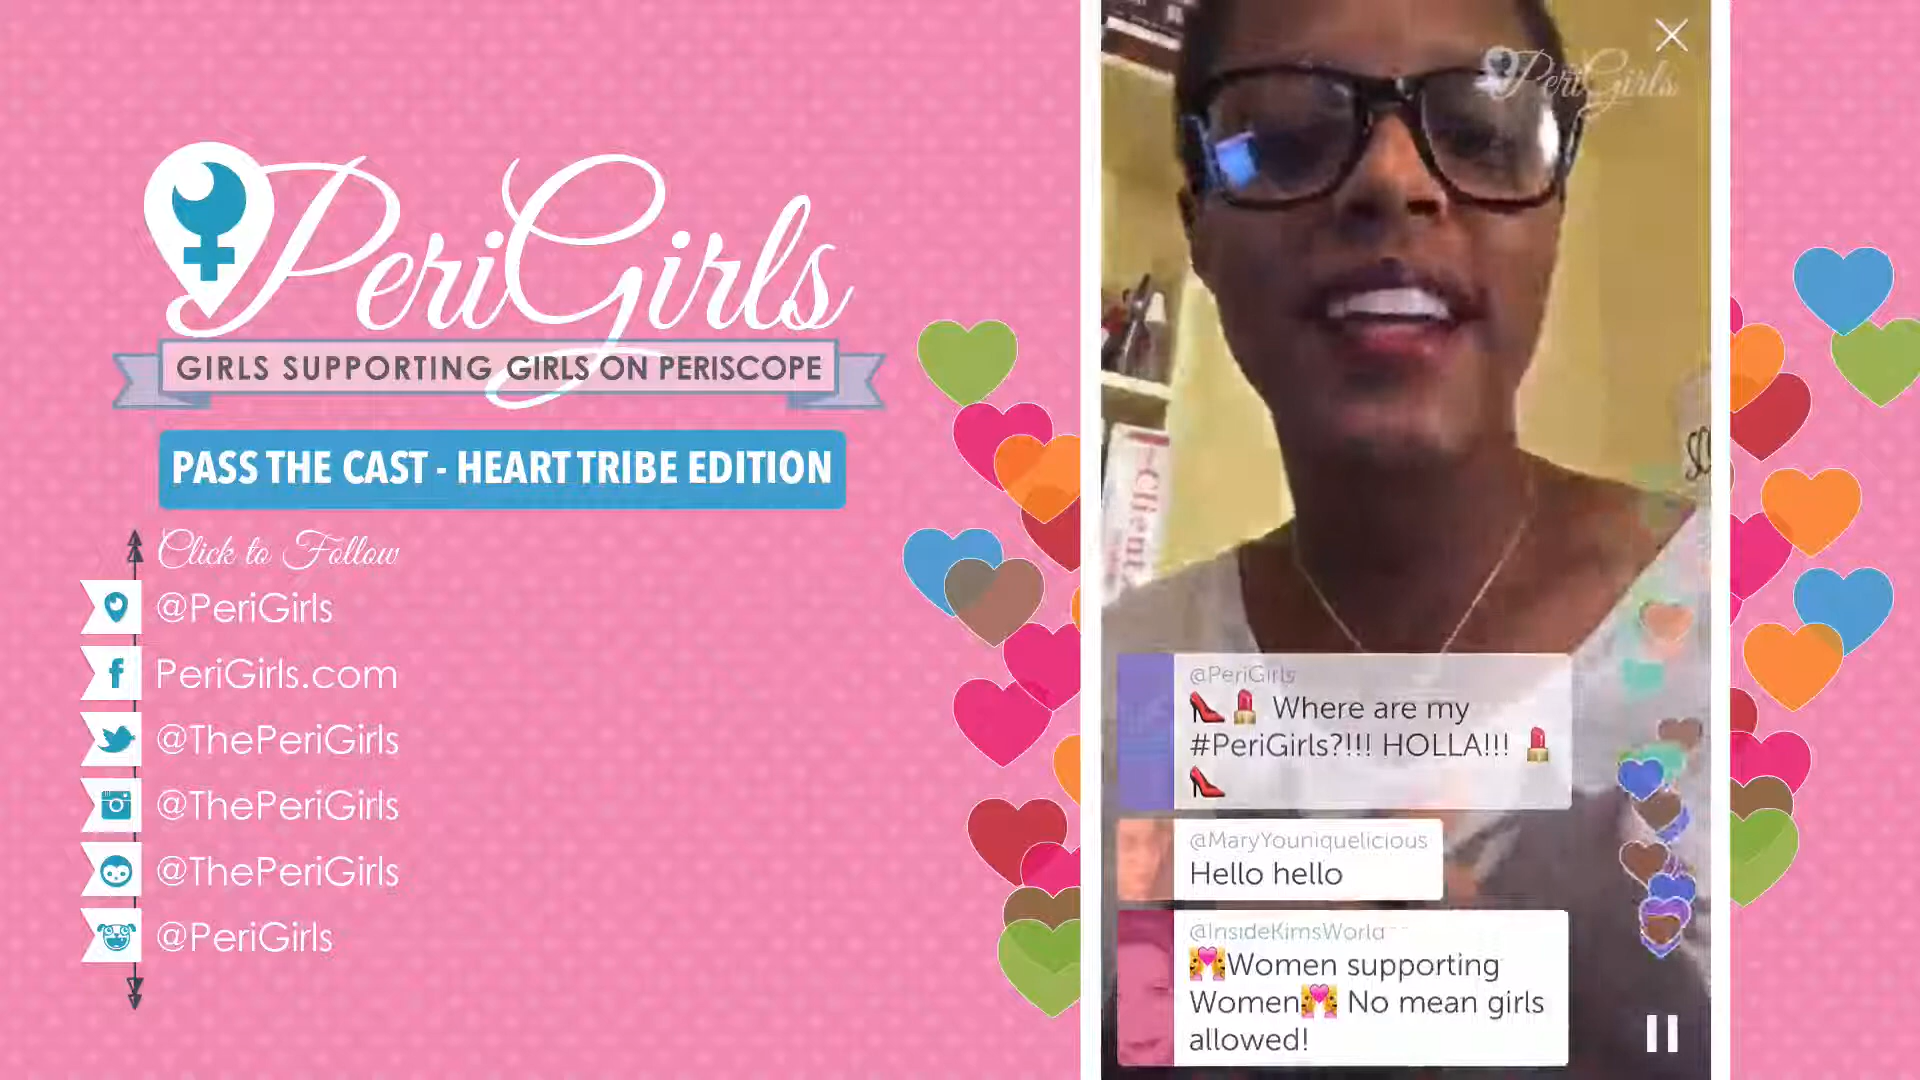 PeriGirls
GIRLS SUPPORTING GIRLS ON PERISCOPE
PASS THE CAST - HEART TRIBE EDITION
Click to Follow
@PeriGirls
PeriGirls.com
@ThePeriGirls
@ThePeriGirls
@ThePeriGirls
@PeriGirls
PeriGirls
Client
@PeriGirls
👠💄 Where are my
#PeriGirls?!!! HOLLA!!! 💄
👠
@MaryYouniquelicious
Hello hello
@InsideKimsWorld
👩‍❤️‍👩Women supporting
Women👩‍❤️‍👩 No mean girls
allowed!